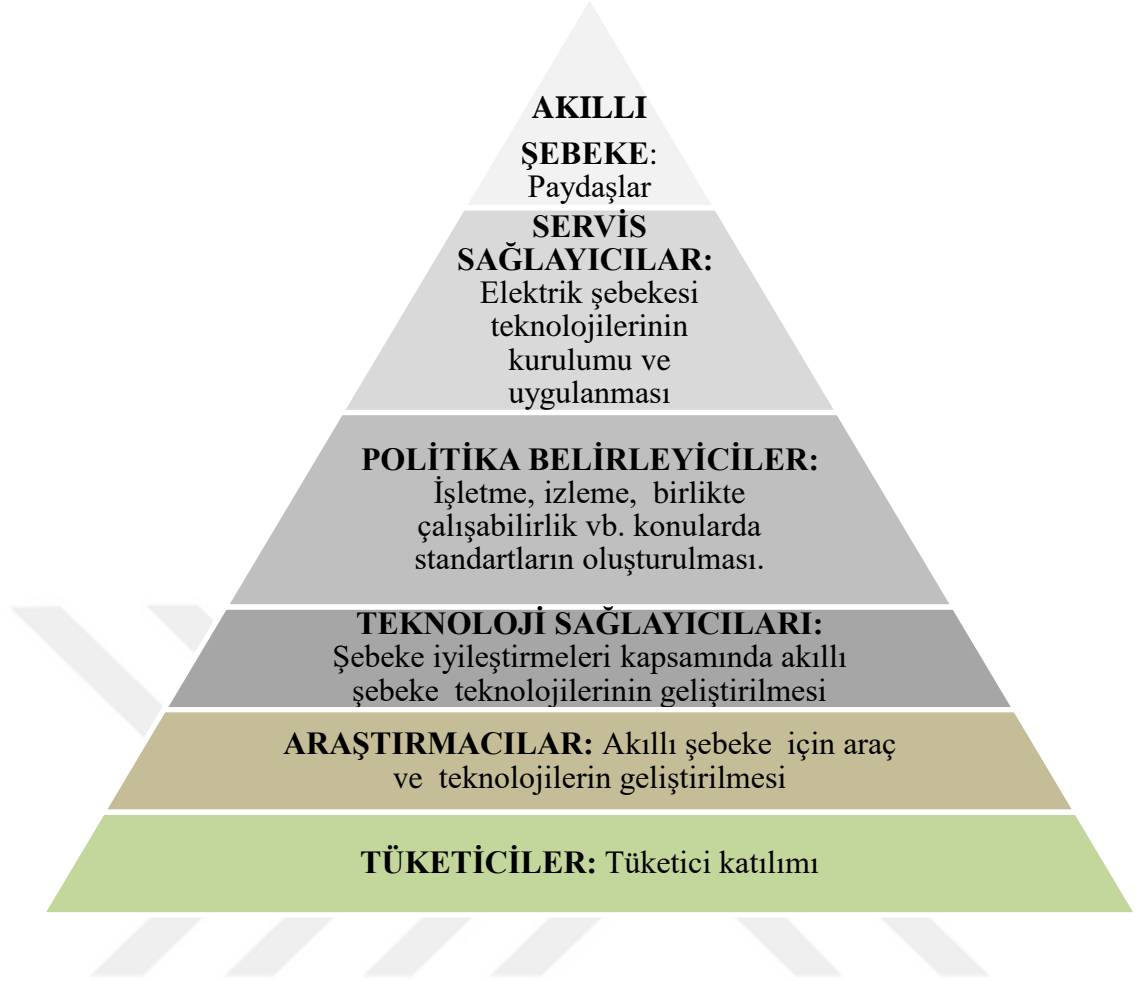 AKILLI
ŞEBEKE:
Paydaşlar
SERVİS
SAĞLAYICILAR:
Elektrik şebekesi
teknolojilerinin
kurulumu ve
uygulanması
POLİTİKA BELİRLEYİCİLER:
İşletme, izleme, birlikte
çalışabilirlik vb. konularda
standartların oluşturulması.
TEKNOLOJİ SAĞLAYICILARI:
Şebeke iyileştirmeleri kapsamında akıllı
şebeke teknolojilerinin geliştirilmesi
ARAŞTIRMACILAR: Akıllı şebeke için araç
ve teknolojilerin geliştirilmesi
TÜKETİCİLER: Tüketici katılımı